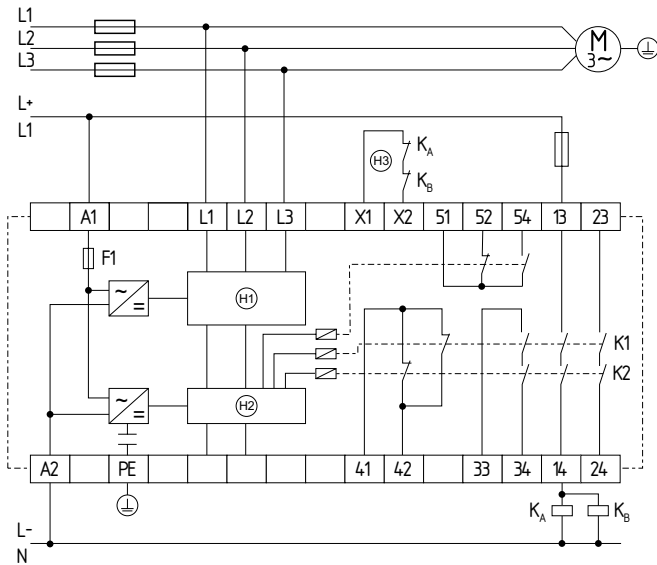 L1
L2
L3
M
3~
L+
L1
H3
KA
KB
A1 L1 L2 L3 X1 X2 51 52 54 13 23
F1
~
=
H1
K1
K2
~
=
H2
A2 PE 41 42 33 34 14 24
KA KB
L-
N